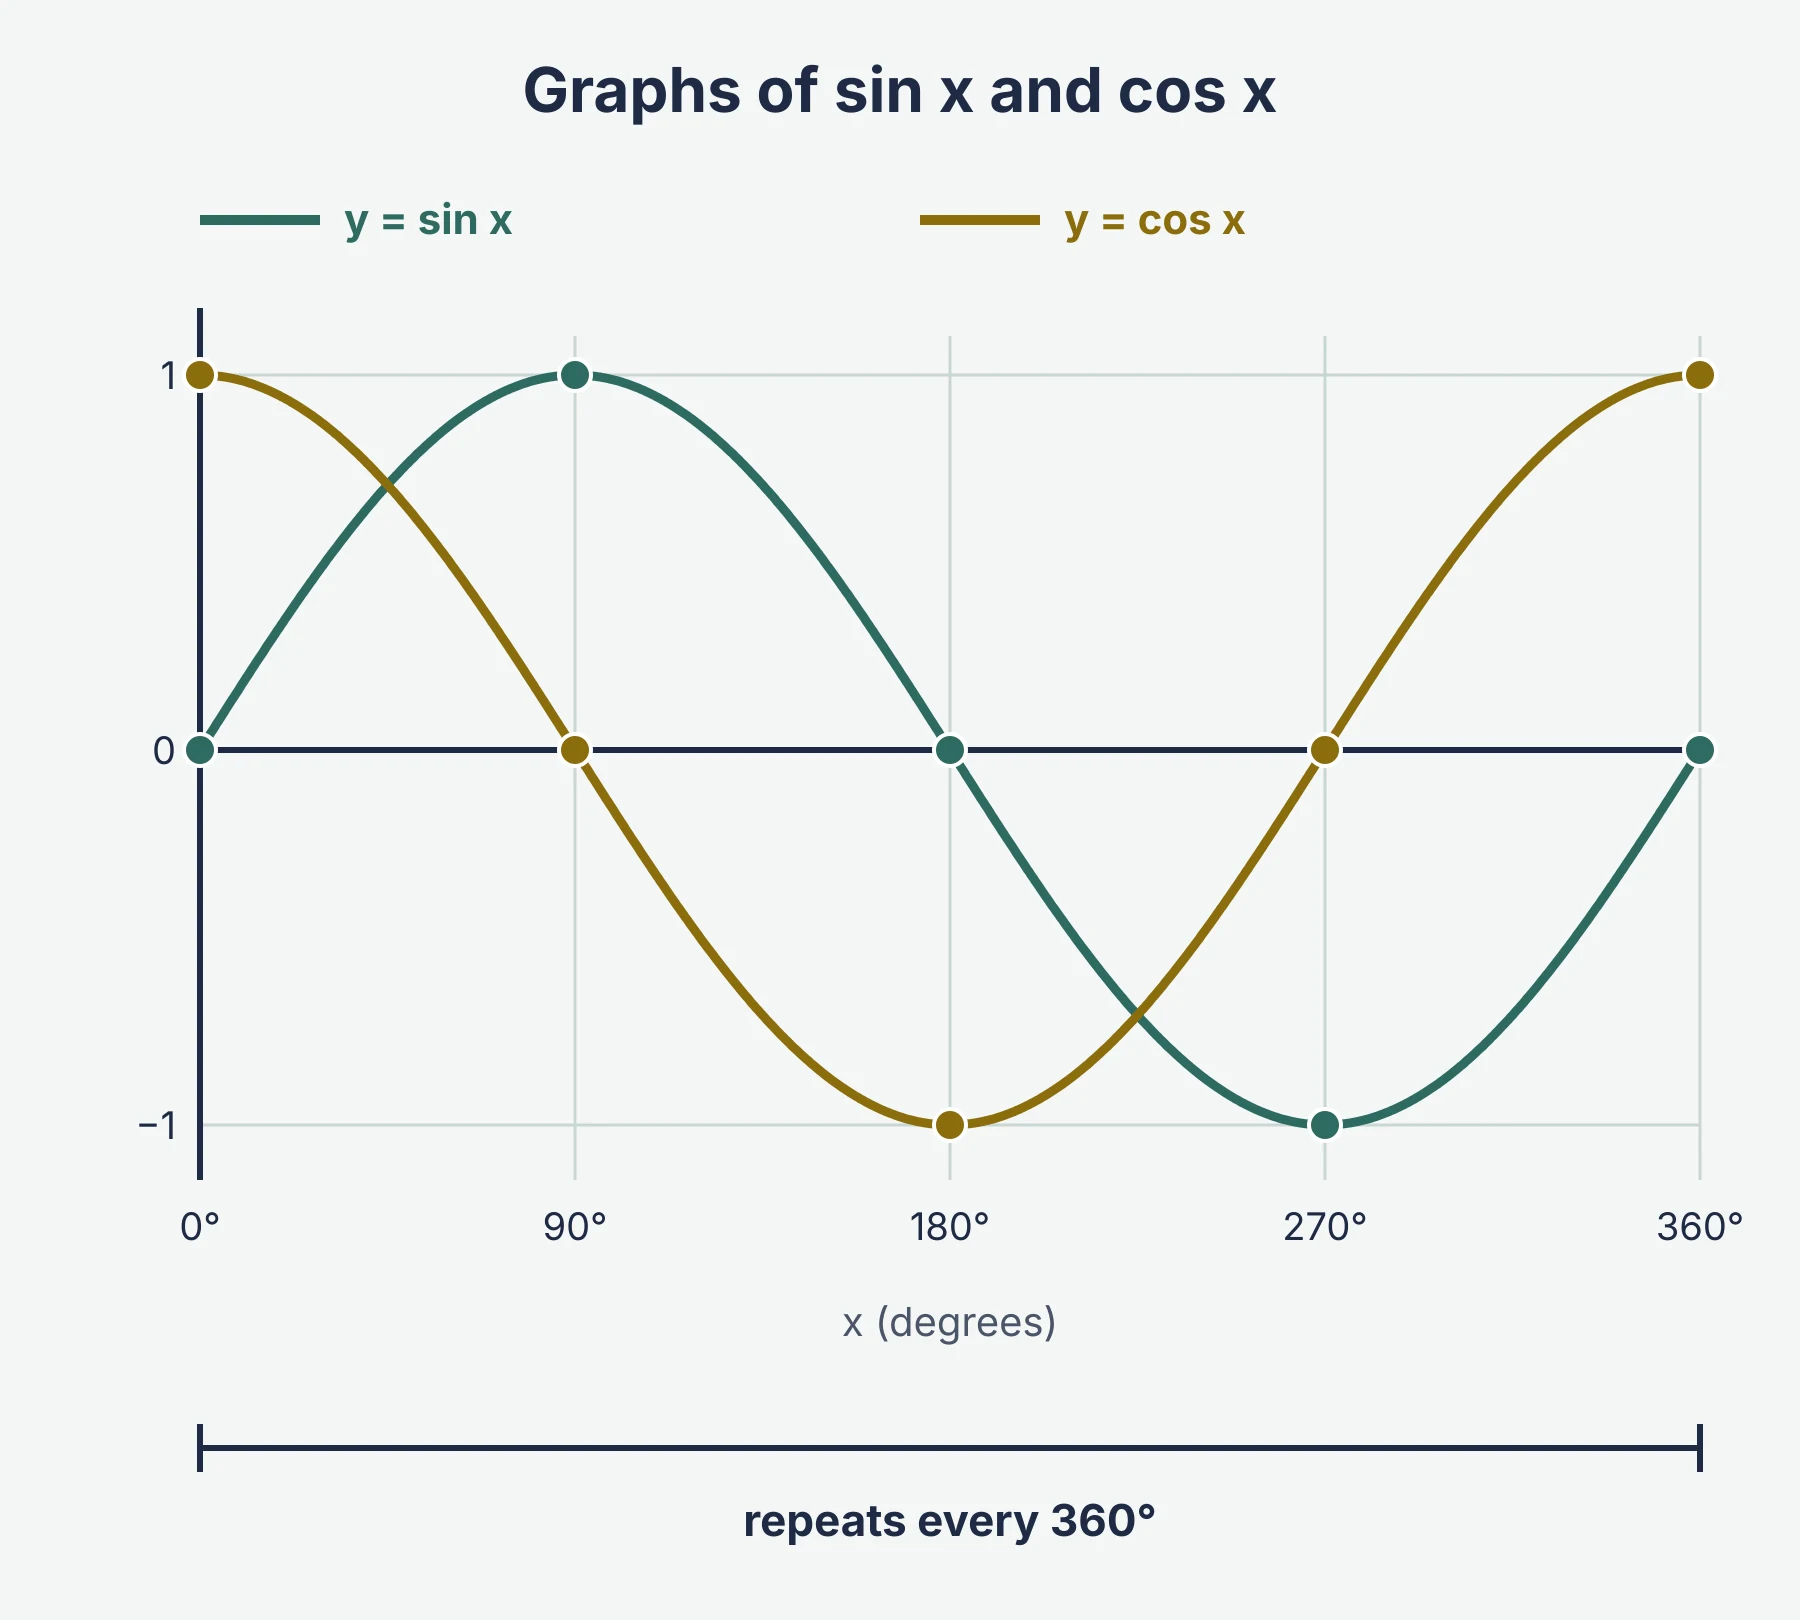 Graphs of sin x and cos x
y = sin x
y = cos x
1
0
−1
0°
90°
180°
270°
360°
x (degrees)
repeats every 360°